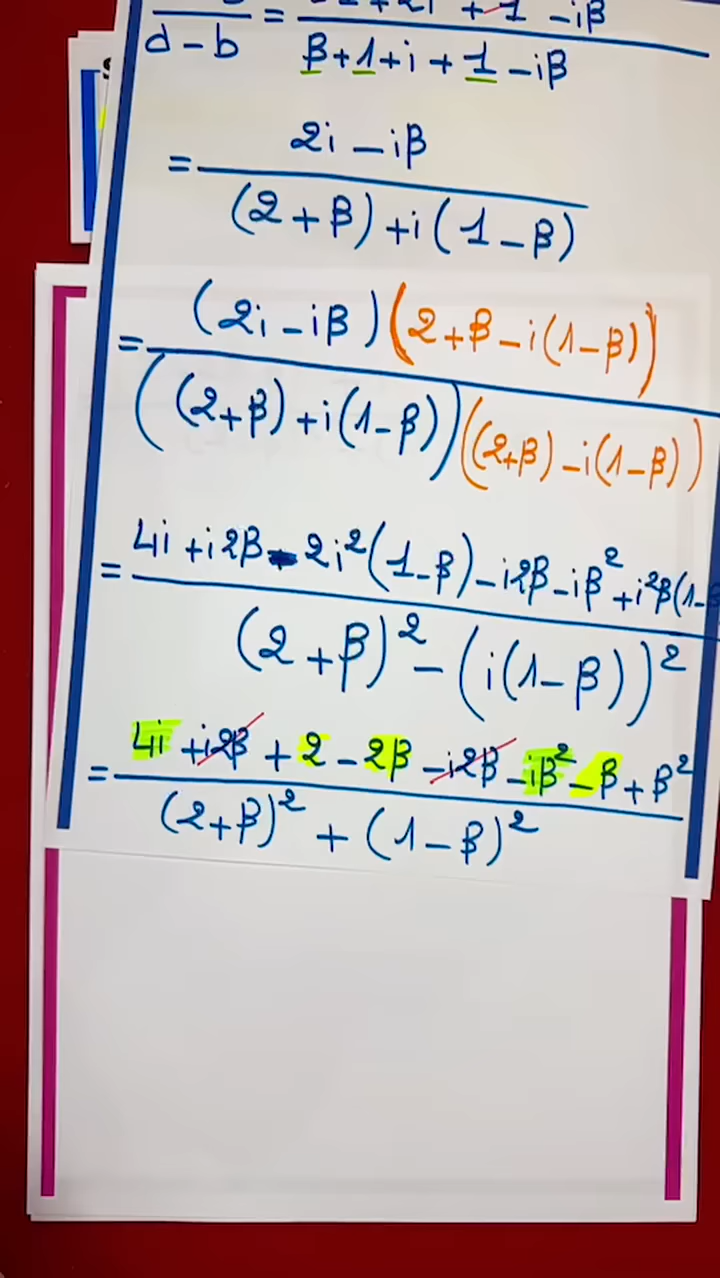 d-b = + 1 -iβ
β+1+i+1-iβ
= 2i-iβ
(2+β)+i(1-β)
= (2i-iβ)(2+β-i(1-β))
((2+β)+i(1-β))((2+β)-i(1-β))
= 4i+i2β-2i²(1-β)-i2β-iβ²+i²β(1-β
(2+β)²-(i(1-β))²
= 4i+i2β+2-2β-i2β-iβ²-β+β²
(2+β)²+(1-β)²